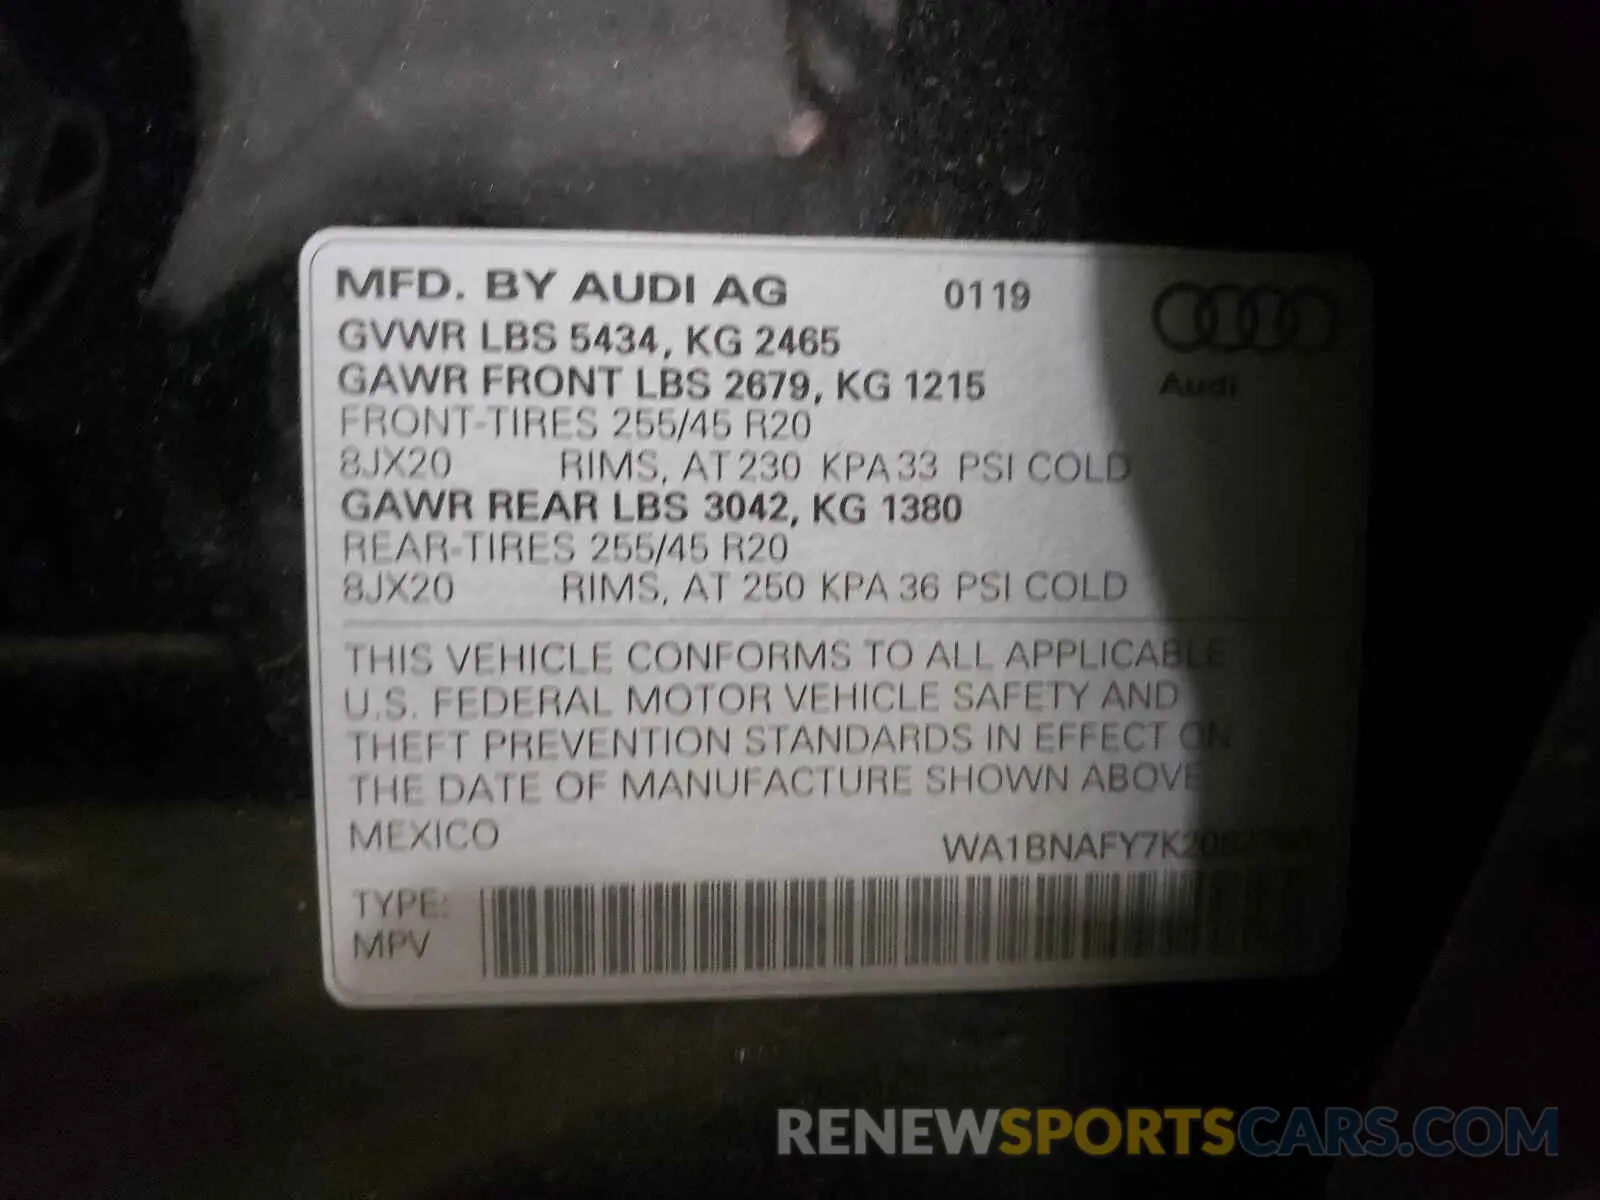 MFD. BY AUDI AG 0119
GVWR LBS 5434, KG 2465
GAWR FRONT LBS 2679, KG 1215
Audi
FRONT-TIRES 255/45 R20
8JX20 RIMS, AT 230 KPA 33 PSI COLD
GAWR REAR LBS 3042, KG 1380
REAR-TIRES 255/45 R20
8JX20 RIMS, AT 250 KPA 36 PSI COLD
THIS VEHICLE CONFORMS TO ALL APPLICABLE
U.S. FEDERAL MOTOR VEHICLE SAFETY AND
THEFT PREVENTION STANDARDS IN EFFECT ON
THE DATE OF MANUFACTURE SHOWN ABOVE
MEXICO
TYPE:
MPV
RENEWSPORTSCARS.COM